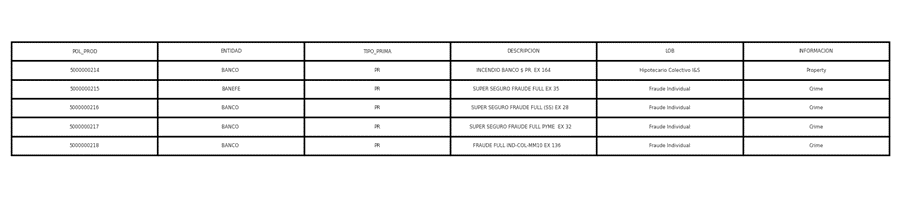 POL_PROD ENTIDAD TIPO_PRIMA DESCRIPCION LOB INFORMACION
5000000214 BANCO PR INCENDIO BANCO $ PR EX 164 Hipotecario Colectivo I&S Property
5000000215 BANEFE PR SUPER SEGURO FRAUDE FULL EX 35 Fraude Individual Crime
5000000216 BANCO PR SUPER SEGURO FRAUDE FULL (SS) EX 28 Fraude Individual Crime
5000000217 BANCO PR SUPER SEGURO FRAUDE FULL PYME EX 32 Fraude Individual Crime
5000000218 BANCO PR FRAUDE FULL IND-COL-MM10 EX 136 Fraude Individual Crime